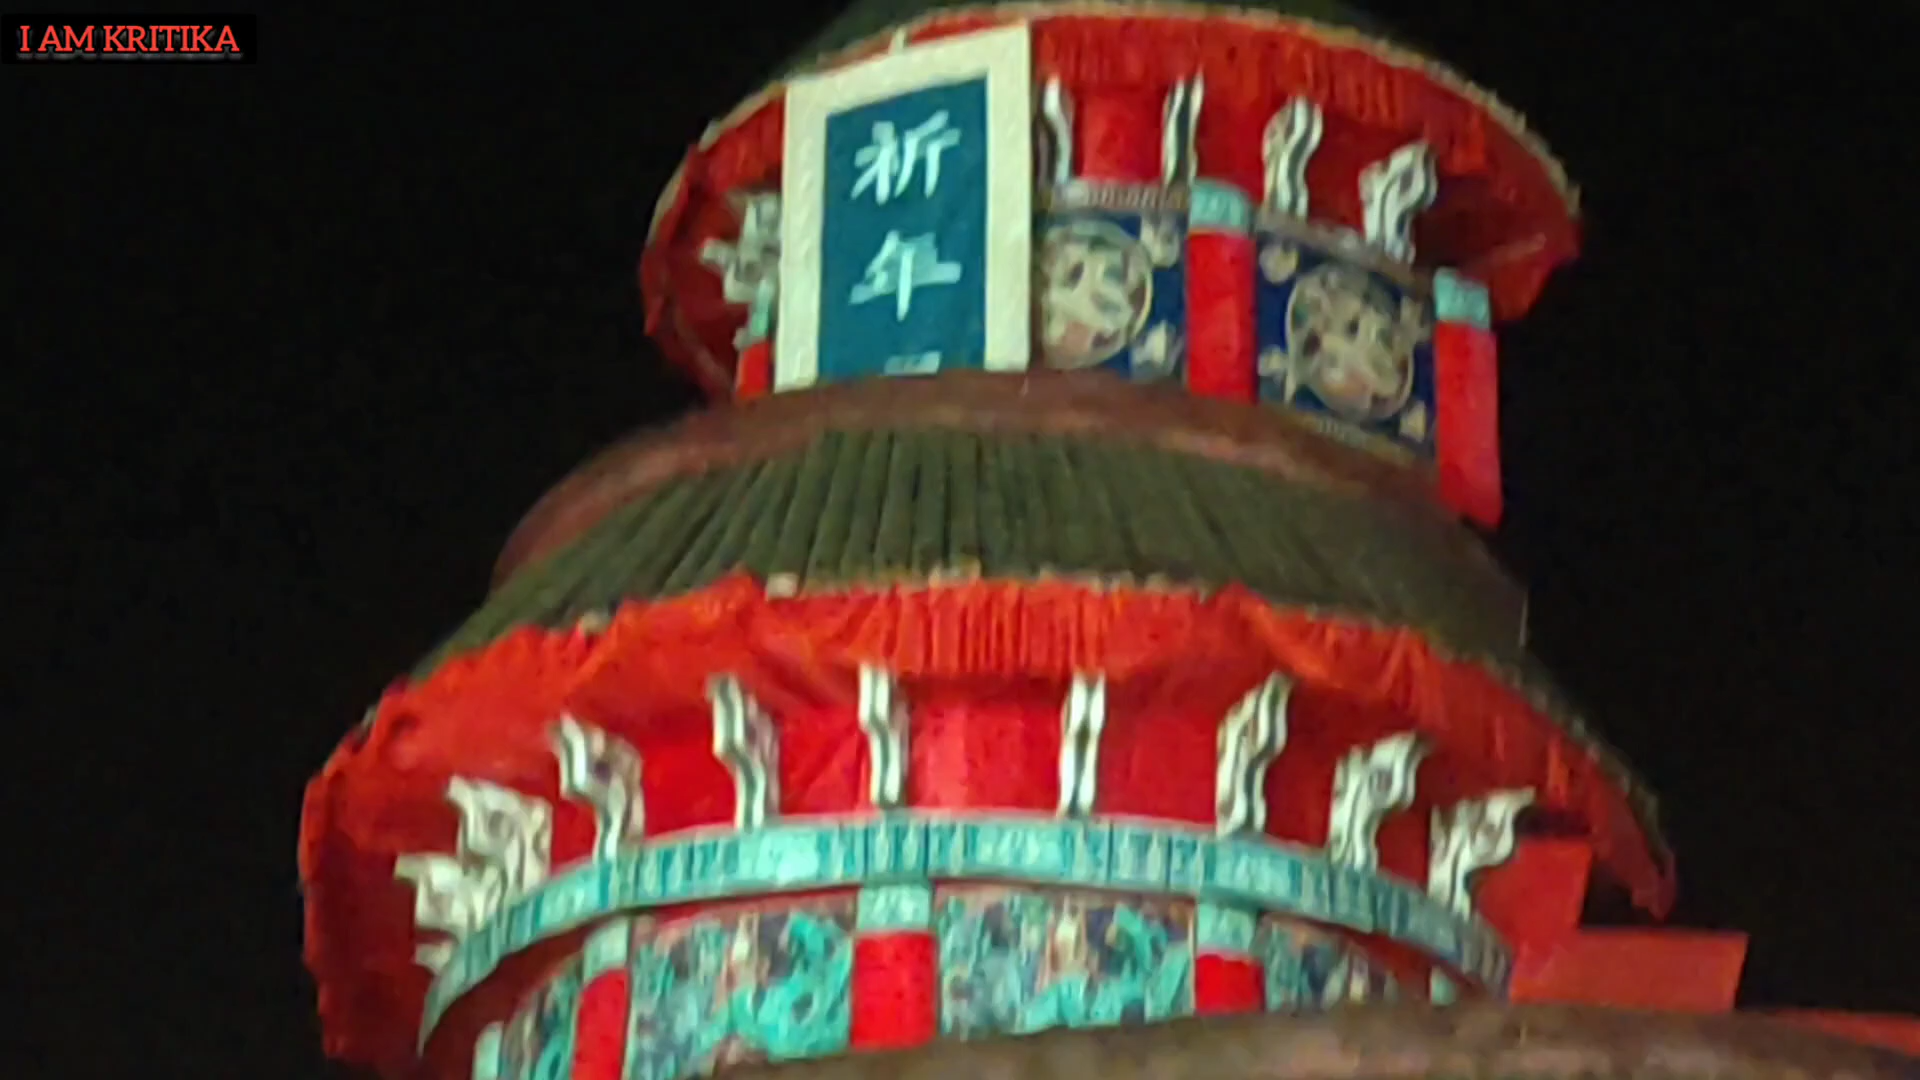 I AM KRITIKA
祈
年